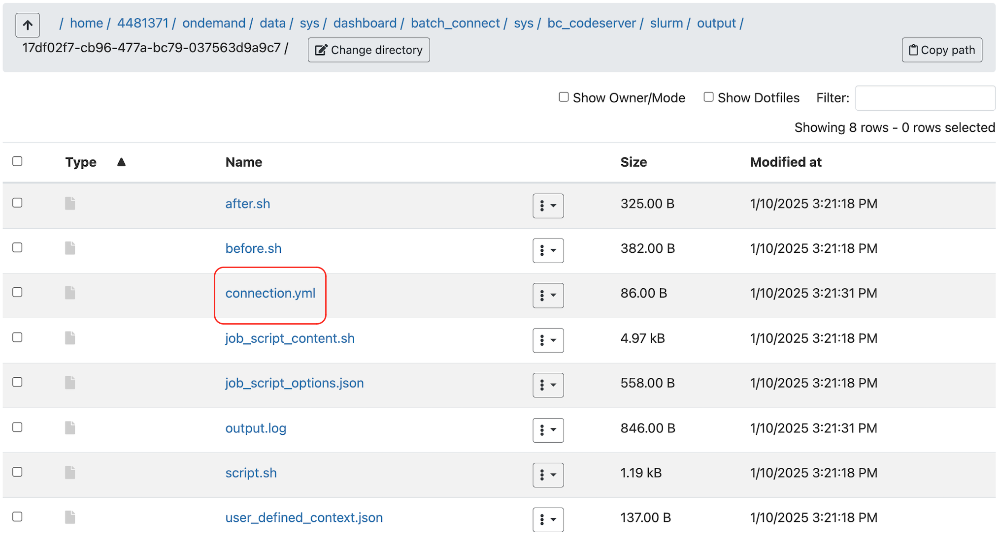 / home / 4481371 / ondemand / data / sys / dashboard / batch_connect / sys / bc_codeserver / slurm / output /
17df02f7-cb96-477a-bc79-037563d9a9c7 / Change directory Copy path
Show Owner/Mode Show Dotfiles Filter:
Showing 8 rows - 0 rows selected
Type Name Size Modified at
after.sh 325.00 B 1/10/2025 3:21:18 PM
before.sh 382.00 B 1/10/2025 3:21:18 PM
connection.yml 86.00 B 1/10/2025 3:21:31 PM
job_script_content.sh 4.97 kB 1/10/2025 3:21:18 PM
job_script_options.json 558.00 B 1/10/2025 3:21:18 PM
output.log 846.00 B 1/10/2025 3:21:31 PM
script.sh 1.19 kB 1/10/2025 3:21:18 PM
user_defined_context.json 137.00 B 1/10/2025 3:21:18 PM